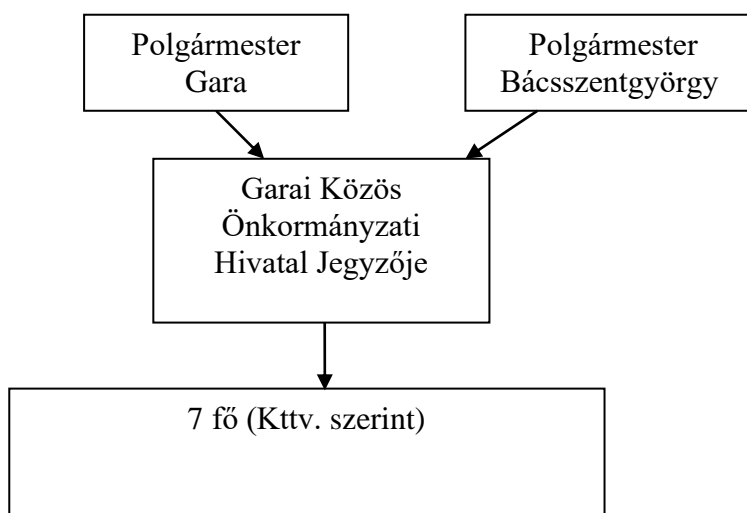 Polgármester
Gara
Polgármester
Bácsszentgyörgy
Garai Közös
Önkormányzati
Hivatal Jegyzője
7 fő (Kttv. szerint)